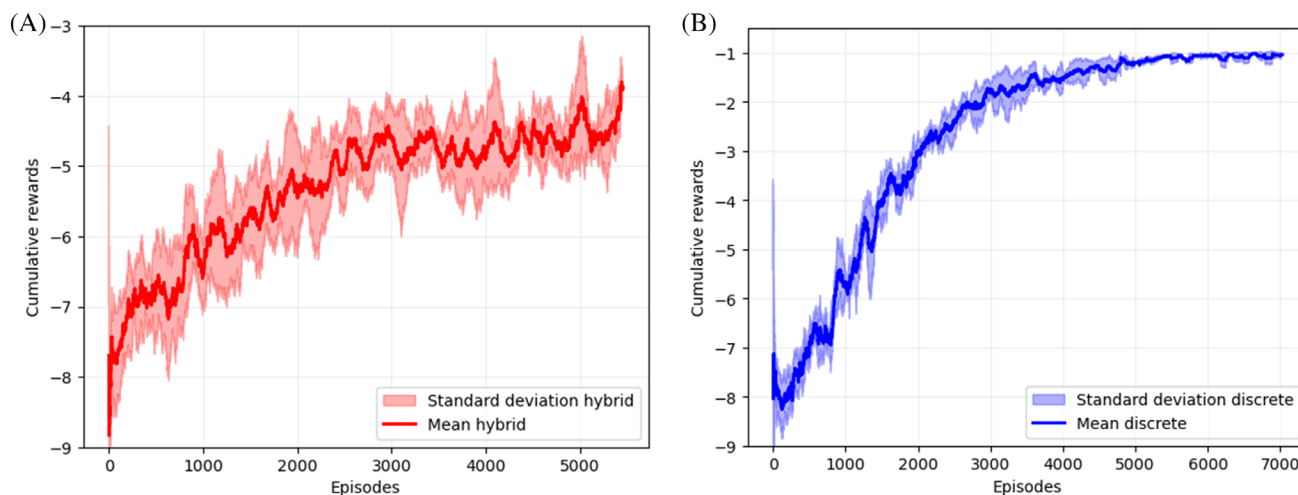 (A)
−3
−4
−5
−6
−7
−8
−9
Cumulative rewards
0 1000 2000 3000 4000 5000
Episodes
Standard deviation hybrid
Mean hybrid
(B)
−1
−2
−3
−4
−5
−6
−7
−8
−9
Cumulative rewards
0 1000 2000 3000 4000 5000 6000 7000
Episodes
Standard deviation discrete
Mean discrete